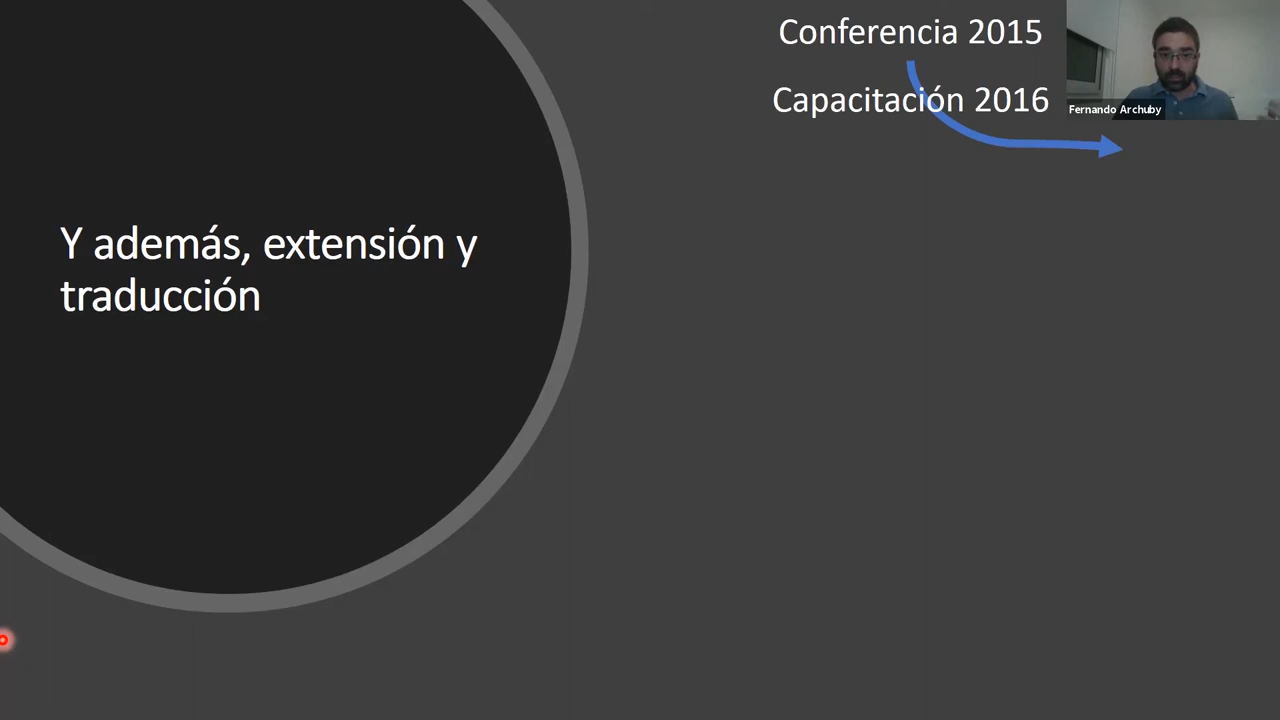 Conferencia 2015
Capacitación 2016
Fernando Archuby
Y además, extensión y
traducción